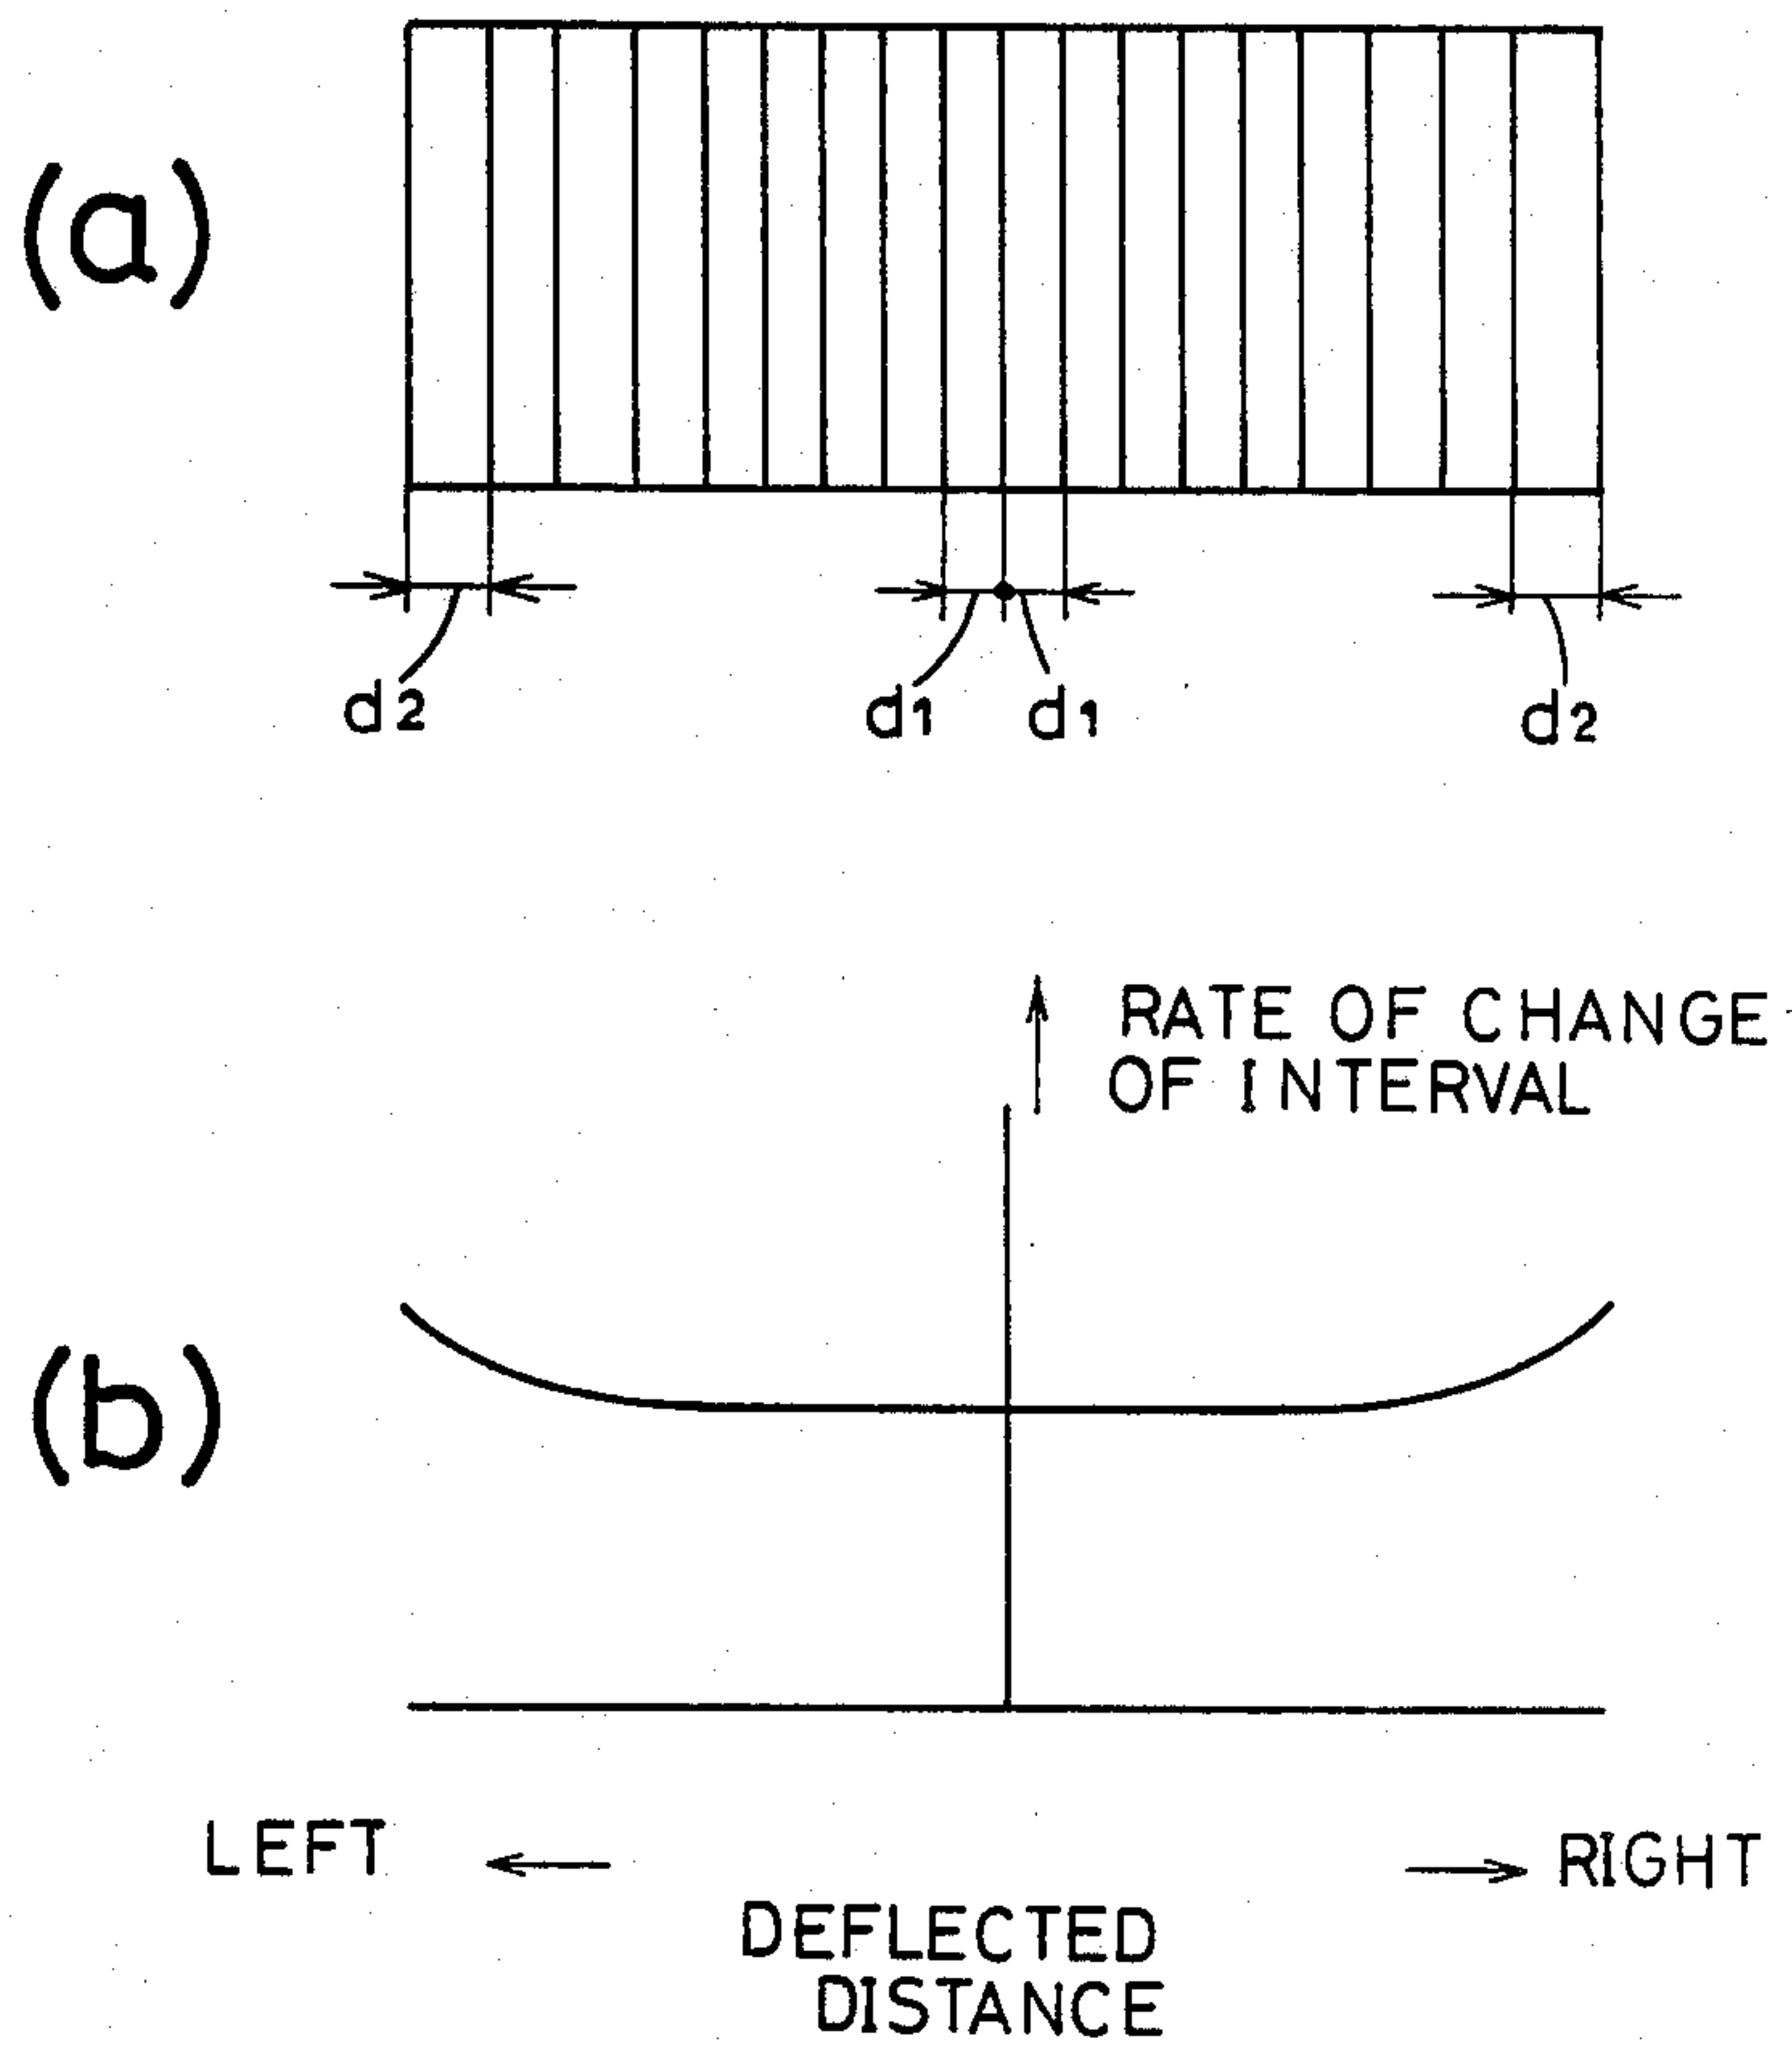 (a)
d2 d1 d1 d2
RATE OF CHANGE
OF INTERVAL
(b)
LEFT ← → RIGHT
DEFLECTED
DISTANCE